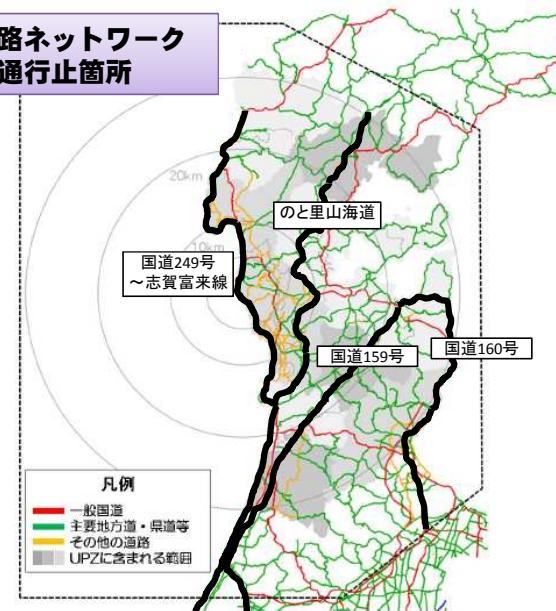 路ネットワーク
通行止箇所
20km
のと里山海道
10km
国道249号
～志賀富来線
国道159号
国道160号
凡例
一般国道
主要地方道・県道等
その他の道路
UPZに含まれる範囲